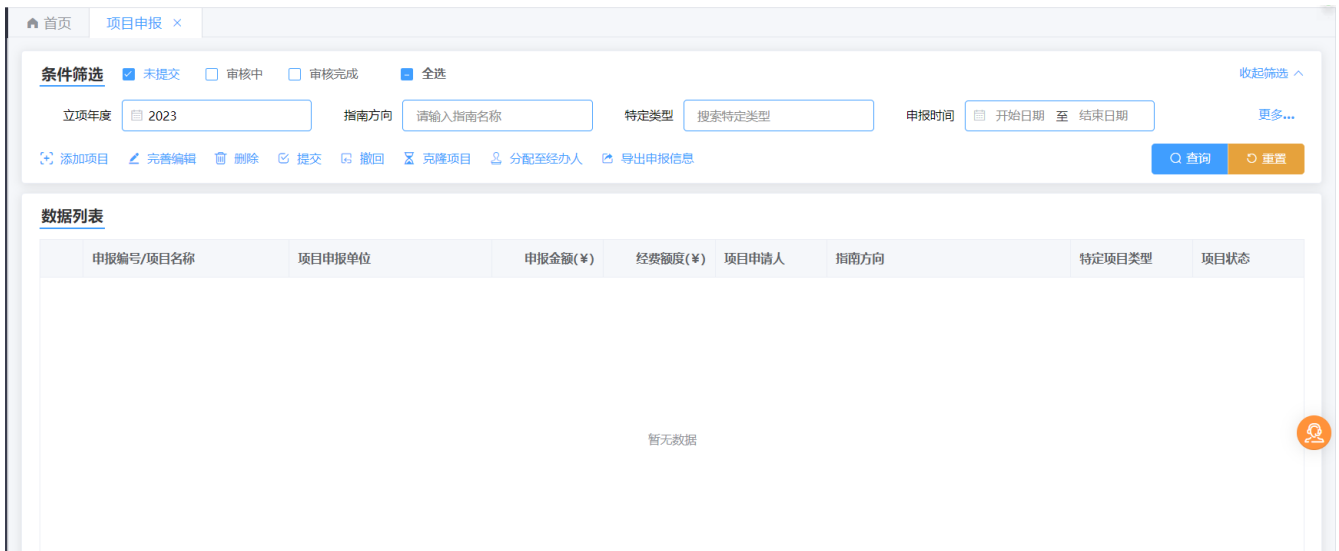 首页 项目申报 ×
条件筛选 未提交 审核中 审核完成 全选 收起筛选
立项年度 2023 指南方向 请输入指南名称 特定类型 搜索特定类型 申报时间 开始日期 至 结束日期 更多...
添加项目 完善编辑 删除 提交 撤回 克隆项目 分配至经办人 导出申报信息 查询 重置
数据列表
申报编号/项目名称 项目申报单位 申报金额(¥) 经费额度(¥) 项目申请人 指南方向 特定项目类型 项目状态
暂无数据